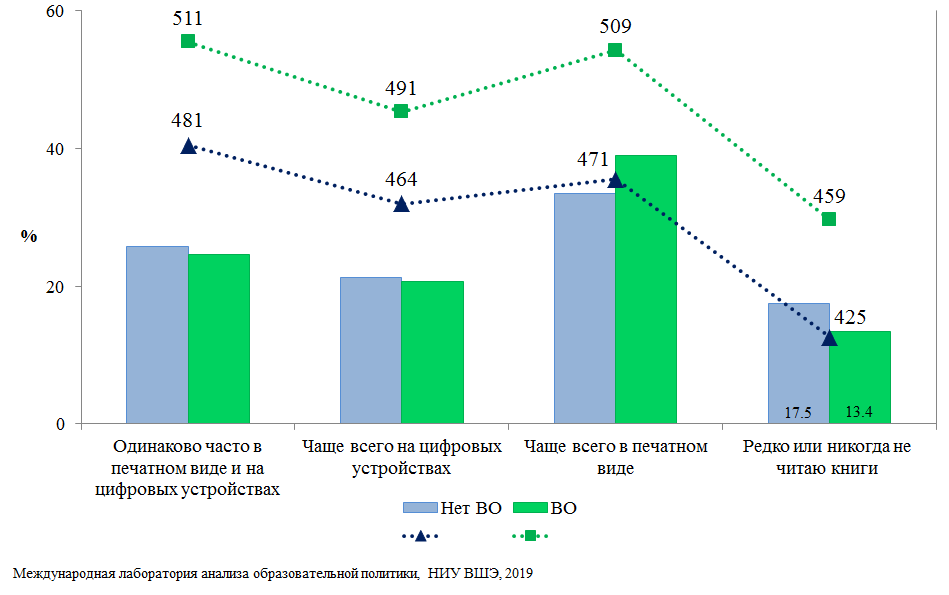 60
511
509
491
481
464
471
459
425
40
%
20
0
17.5
13.4
Одинаково часто в
печатном виде и на
цифровых устройствах
Чаще всего на цифровых
устройствах
Чаще всего в печатном
виде
Редко или никогда не
читаю книги
Нет ВО
ВО
Международная лаборатория анализа образовательной политики, НИУ ВШЭ, 2019